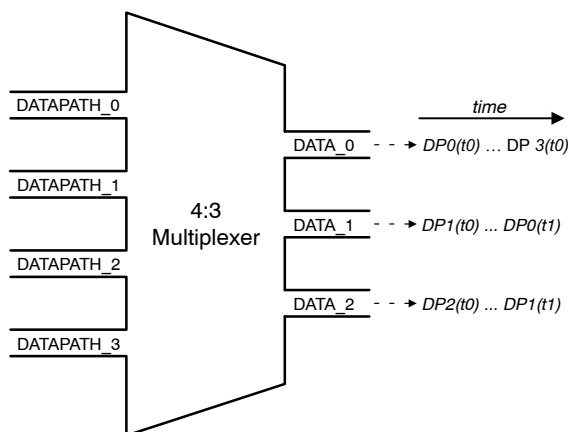 time
DATAPATH_0
DATA_0
DP0(t0) … DP 3(t0)
DATAPATH_1
4:3
Multiplexer
DATA_1
DP1(t0) ... DP0(t1)
DATAPATH_2
DATA_2
DP2(t0) ... DP1(t1)
DATAPATH_3